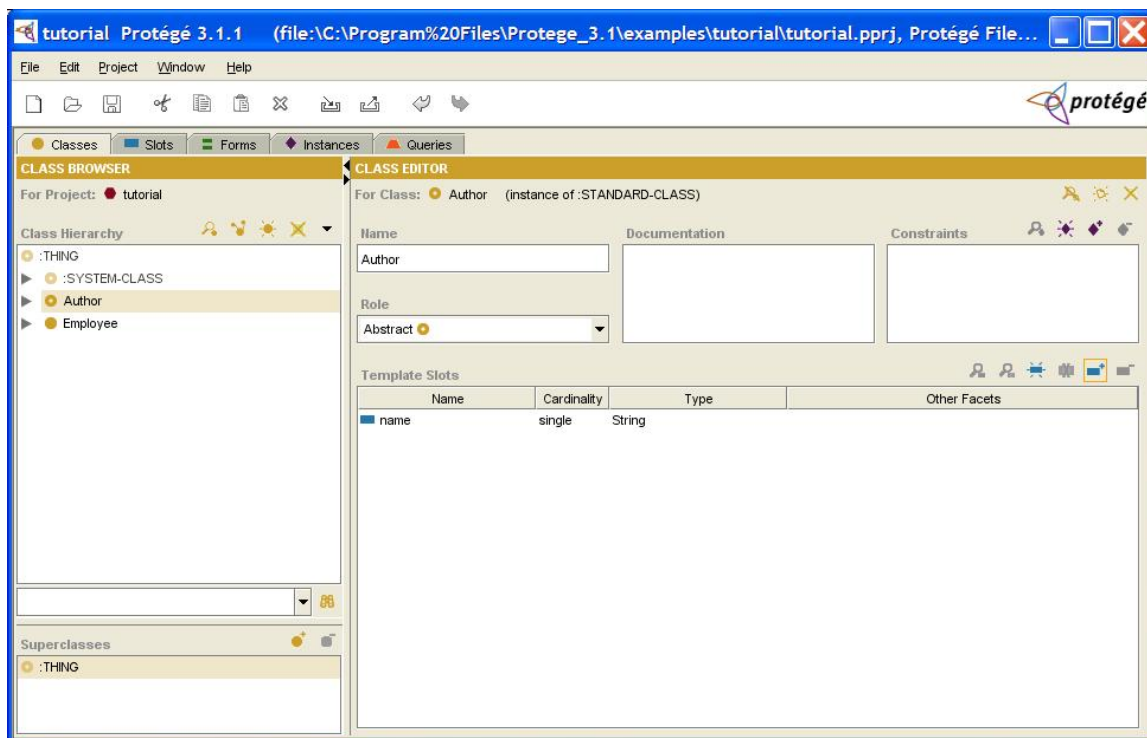 tutorial Protégé 3.1.1 (file:\C:\Program%20Files\Protege_3.1\examples\tutorial\tutorial.pprj, Protégé File...
File Edit Project Window Help
protégé
Classes Slots Forms Instances Queries
CLASS BROWSER
For Project: tutorial
Class Hierarchy
:THING
:SYSTEM-CLASS
Author
Employee
Superclasses
:THING
CLASS EDITOR
For Class: Author (instance of :STANDARD-CLASS)
Name Documentation Constraints
Author
Role
Abstract
Template Slots
Name Cardinality Type Other Facets
name single String